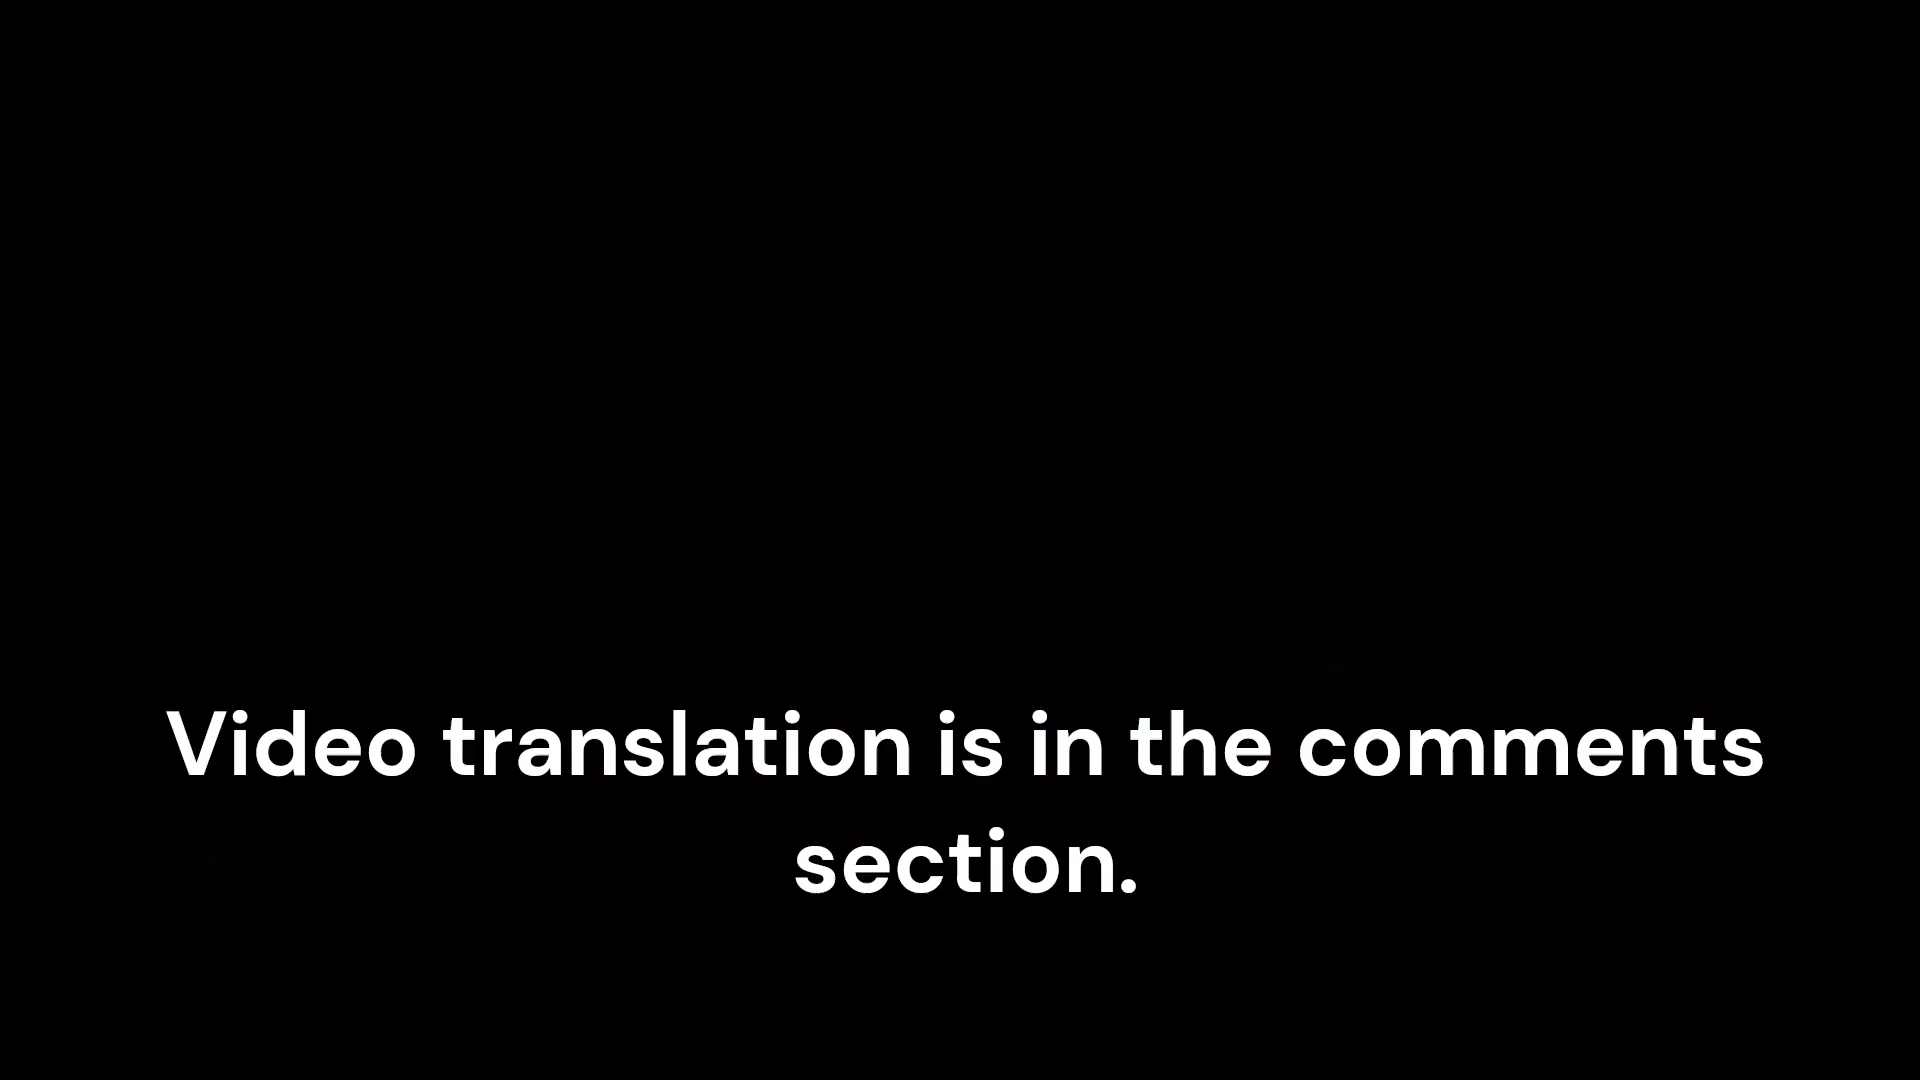 Video translation is in the comments
section.